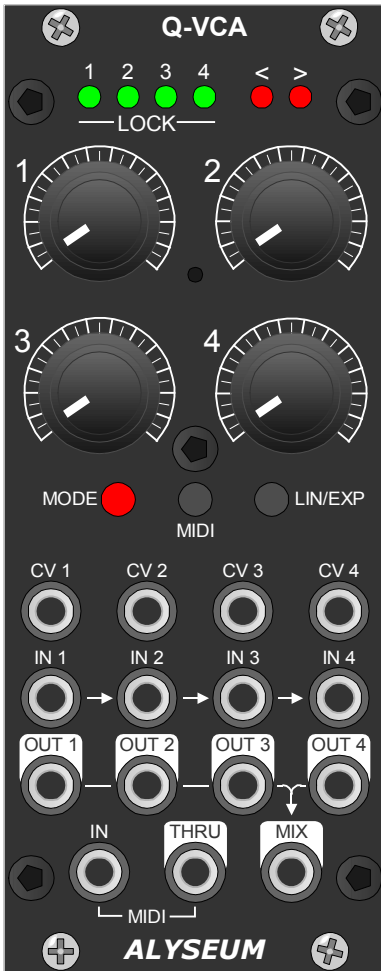 Q-VCA
1 2 3 4 < >
LOCK
1 2
3 4
MODE LIN/EXP
MIDI
CV 1 CV 2 CV 3 CV 4
IN 1 IN 2 IN 3 IN 4
OUT 1 OUT 2 OUT 3 OUT 4
IN THRU MIX
MIDI
ALYSEUM